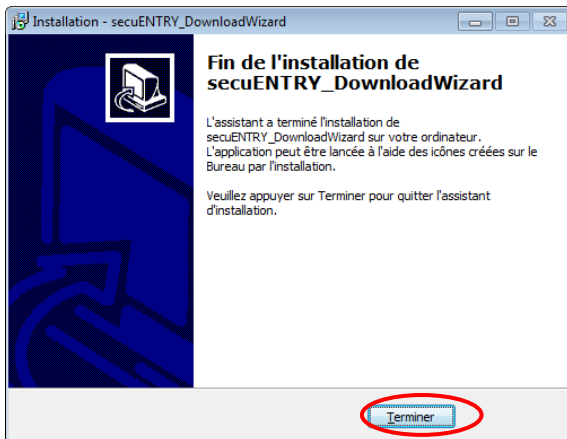 Installation - secuENTRY_DownloadWizard
Fin de l'installation de
secuENTRY_DownloadWizard
L'assistant a terminé l'installation de
secuENTRY_DownloadWizard sur votre ordinateur.
L'application peut être lancée à l'aide des icônes créées sur le
Bureau par l'installation.
Veuillez appuyer sur Terminer pour quitter l'assistant
d'installation.
Terminer